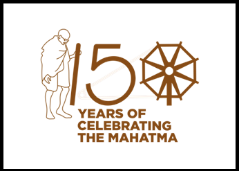 150
YEARS OF
CELEBRATING
THE MAHATMA